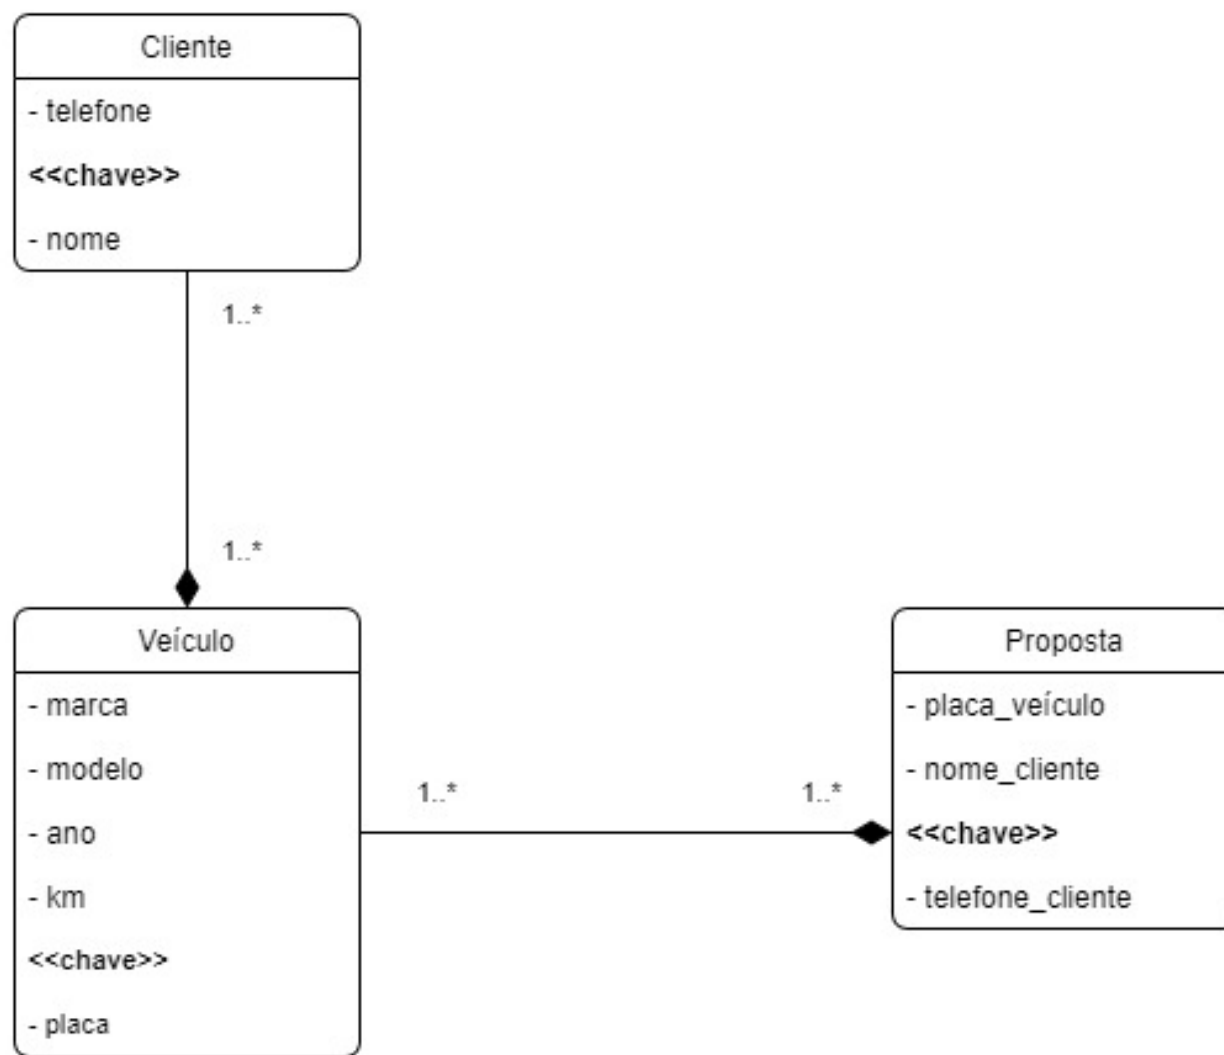 Cliente
- telefone
<<chave>>
- nome
1..*
1..*
Veículo
- marca
- modelo
- ano
- km
<<chave>>
- placa
1..*
1..*
Proposta
- placa_veículo
- nome_cliente
<<chave>>
- telefone_cliente